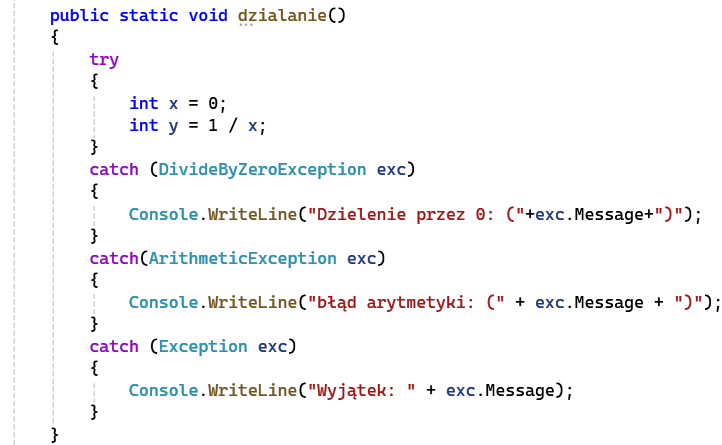 public static void dzialanie()
{
try
{
int x = 0;
int y = 1 / x;
}
catch (DivideByZeroException exc)
{
Console.WriteLine("Dzielenie przez 0: ("+exc.Message+")");
}
catch(ArithmeticException exc)
{
Console.WriteLine("błąd arytmetyki: (" + exc.Message + ")");
}
catch (Exception exc)
{
Console.WriteLine("Wyjątek: " + exc.Message);
}
}